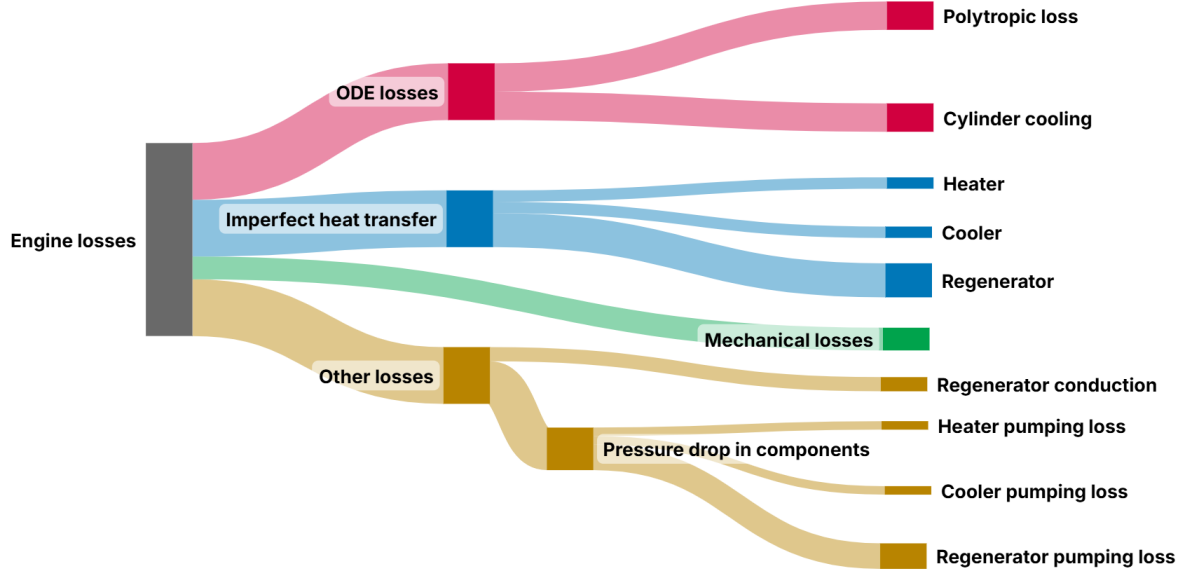 Polytropic loss
ODE losses
Cylinder cooling
Heater
Imperfect heat transfer
Cooler
Engine losses
Regenerator
Mechanical losses
Other losses
Regenerator conduction
Heater pumping loss
Pressure drop in components
Cooler pumping loss
Regenerator pumping loss